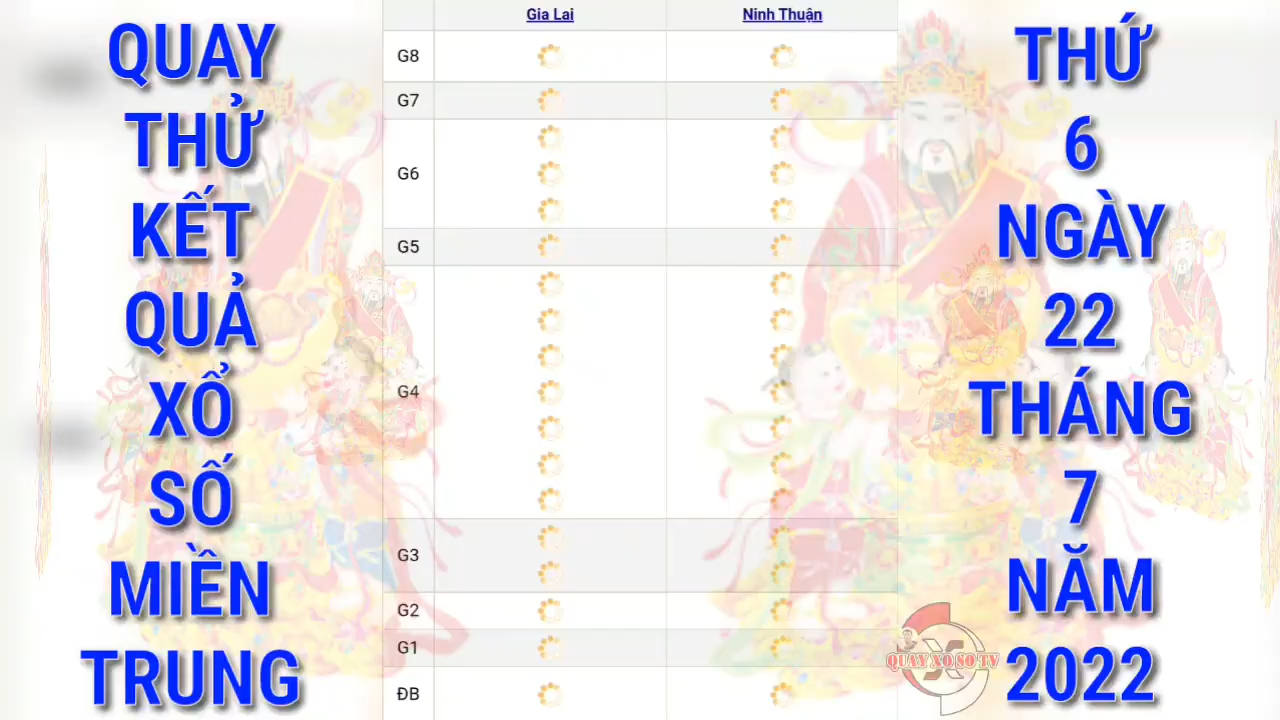 QUAY
THỬ
KẾT
QUẢ
XỔ
SỐ
MIỀN
TRUNG
Gia Lai
Ninh Thuận
G8
G7
G6
G5
G4
G3
G2
G1
ĐB
THỨ
6
NGÀY
22
THÁNG
7
NĂM
2022
QUAY XO SO TV